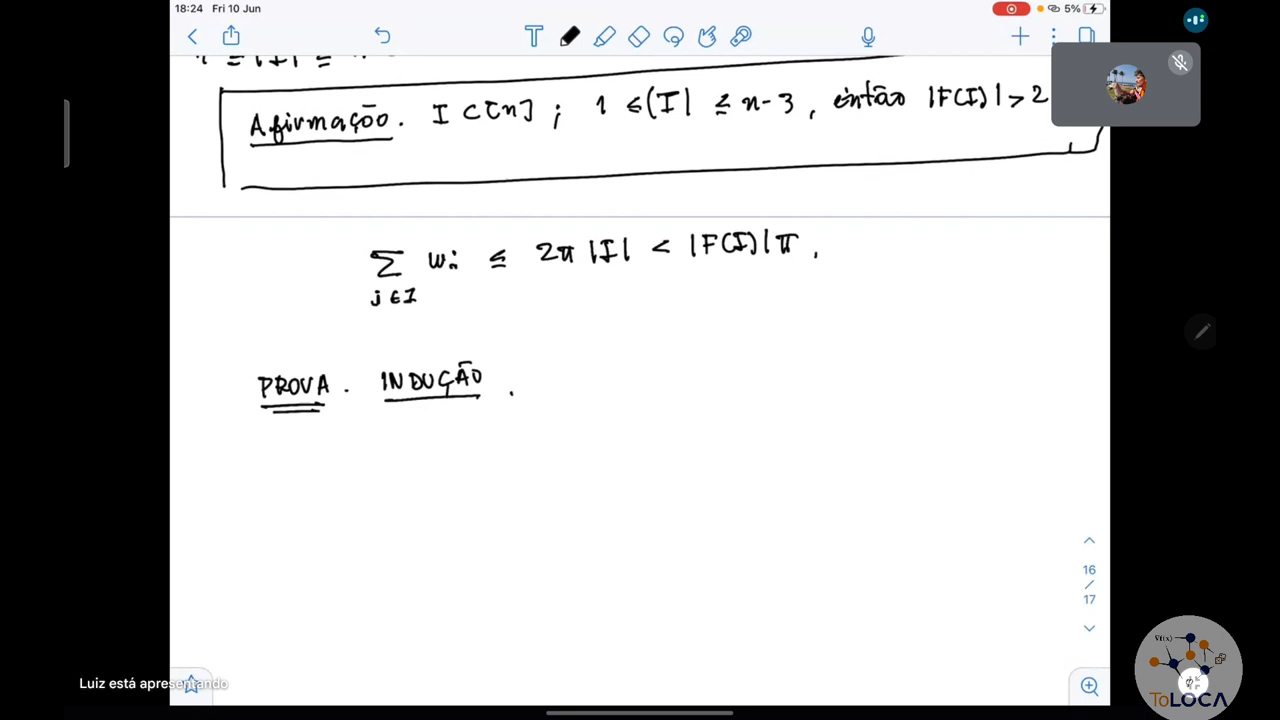 18:24 Fri 10 Jun
5%
Afirmação. I ⊂ [n] ; 1 ≤ |I| ≤ n-3, então |F(I)| > 2
∑ wi ≤ 2π |I| < |F(I)| π,
j ∈ I
PROVA. INDUÇÃO.
16
/
17
Luiz está apresentando
∇f(x)
ToLOCA